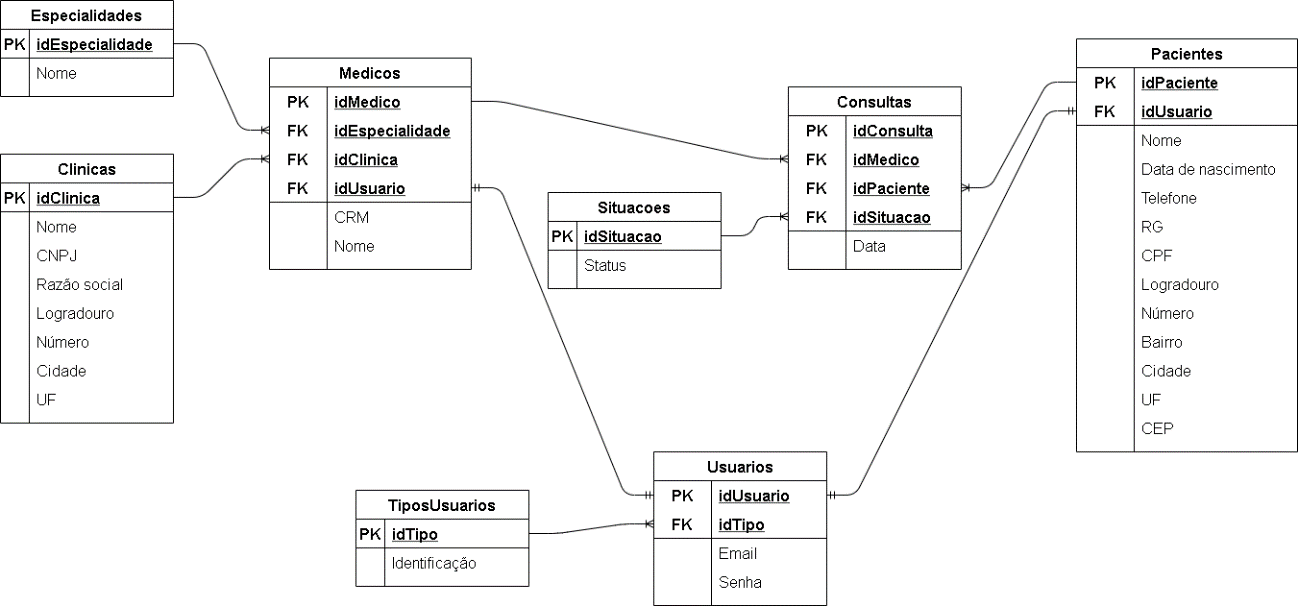 Especialidades
PK idEspecialidade
Nome
Clinicas
PK idClinica
Nome
CNPJ
Razão social
Logradouro
Número
Cidade
UF
Medicos
PK idMedico
FK idEspecialidade
FK idClinica
FK idUsuario
CRM
Nome
Situacoes
PK idSituacao
Status
Consultas
PK idConsulta
FK idMedico
FK idPaciente
FK idSituacao
Data
Pacientes
PK idPaciente
FK idUsuario
Nome
Data de nascimento
Telefone
RG
CPF
Logradouro
Número
Bairro
Cidade
UF
CEP
TiposUsuarios
PK idTipo
Identificação
Usuarios
PK idUsuario
FK idTipo
Email
Senha